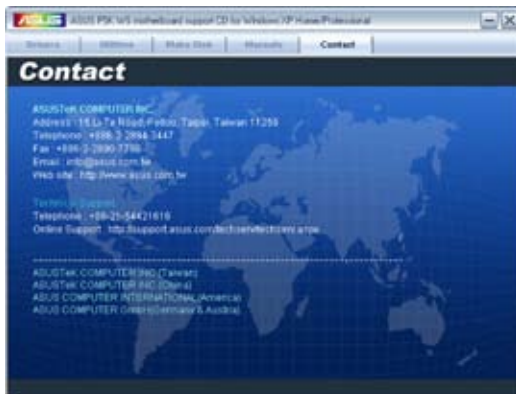 ASUS ASUS P5K WS motherboard support CD for Windows XP Home/Professional
Drivers Utilities Make Disk Manuals Contact
Contact
ASUSTeK COMPUTER INC.
Address : 15 Li-Te Road, Peitou, Taipei, Taiwan 11259
Telephone : +886-2-2894-3447
Fax : +886-2-2890-7798
Email : info@asus.com.tw
Web site : http://www.asus.com.tw
Technical Support
Telephone : +86-21-54421616
Online Support : http://support.asus.com/techserv/techserv.aspx
ASUSTeK COMPUTER INC.(Taiwan)
ASUSTeK COMPUTER INC.(China)
ASUS COMPUTER INTERNATIONAL(America)
ASUS COMPUTER GmbH(Germany & Austria)